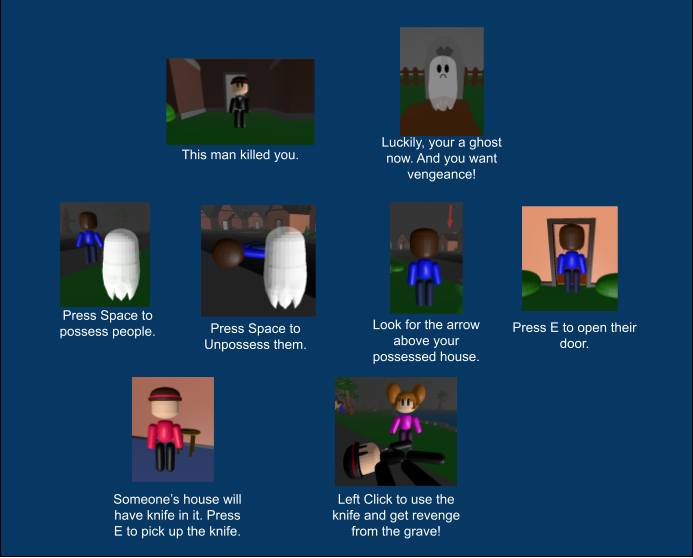 This man killed you.
Luckily, your a ghost
now. And you want
vengeance!
Press Space to
possess people.
Press Space to
Unpossess them.
Look for the arrow
above your
possessed house.
Press E to open their
door.
Someone's house will
have knife in it. Press
E to pick up the knife.
Left Click to use the
knife and get revenge
from the grave!